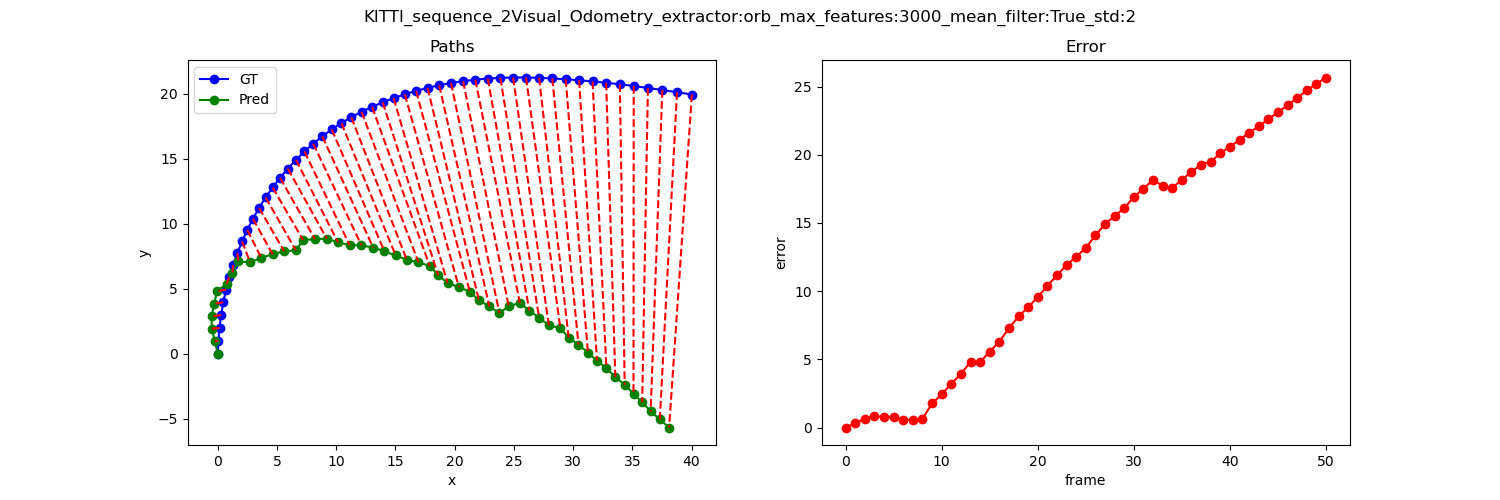 KITTI_sequence_2Visual_Odometry_extractor:orb_max_features:3000_mean_filter:True_std:2
Paths
GT
Pred
20
15
10
5
0
−5
y
0 5 10 15 20 25 30 35 40
x
Error
25
20
15
10
5
0
error
0 10 20 30 40 50
frame